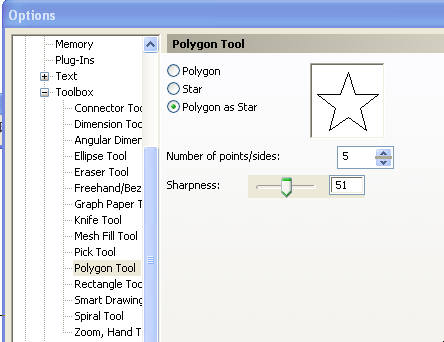 Options
Memory
Plug-Ins
Text
Toolbox
Connector Too
Dimension Too
Angular Dimer
Ellipse Tool
Eraser Tool
Freehand/Bez
Graph Paper T
Knife Tool
Mesh Fill Tool
Pick Tool
Polygon Tool
Rectangle Too
Smart Drawing
Spiral Tool
Zoom, Hand T
Polygon Tool
Polygon
Star
Polygon as Star
Number of points/sides: 5
Sharpness: 51